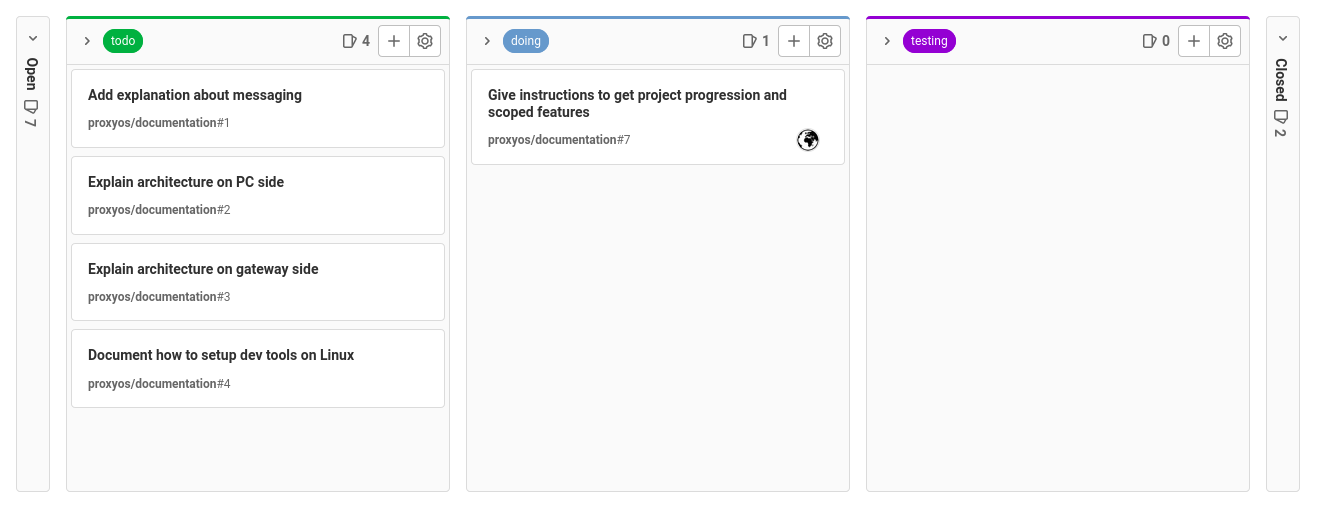 Open
7
todo
4
Add explanation about messaging
proxyos/documentation#1
Explain architecture on PC side
proxyos/documentation#2
Explain architecture on gateway side
proxyos/documentation#3
Document how to setup dev tools on Linux
proxyos/documentation#4
doing
1
Give instructions to get project progression and
scoped features
proxyos/documentation#7
testing
0
Closed
2